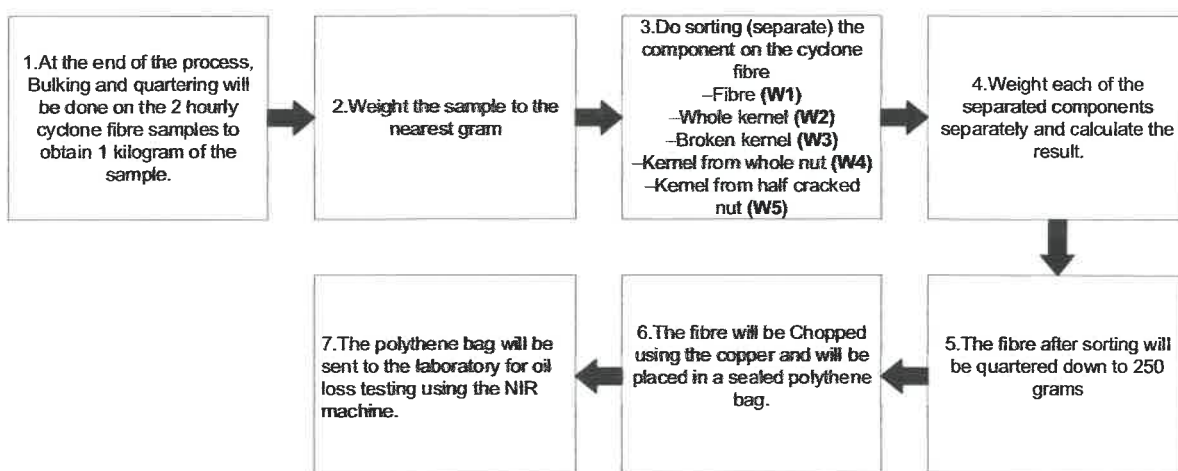 1.At the end of the process,
Bulking and quartering will
be done on the 2 hourly
cyclone fibre samples to
obtain 1 kilogram of the
sample.
2.Weight the sample to the
nearest gram
3.Do sorting (separate) the
component on the cyclone
fibre
–Fibre (W1)
–Whole kernel (W2)
–Broken kernel (W3)
–Kernel from whole nut (W4)
–Kernel from half cracked
nut (W5)
4.Weight each of the
separated components
separately and calculate the
result.
5.The fibre after sorting will
be quartered down to 250
grams
6.The fibre will be Chopped
using the copper and will be
placed in a sealed polythene
bag.
7.The polythene bag will be
sent to the laboratory for oil
loss testing using the NIR
machine.